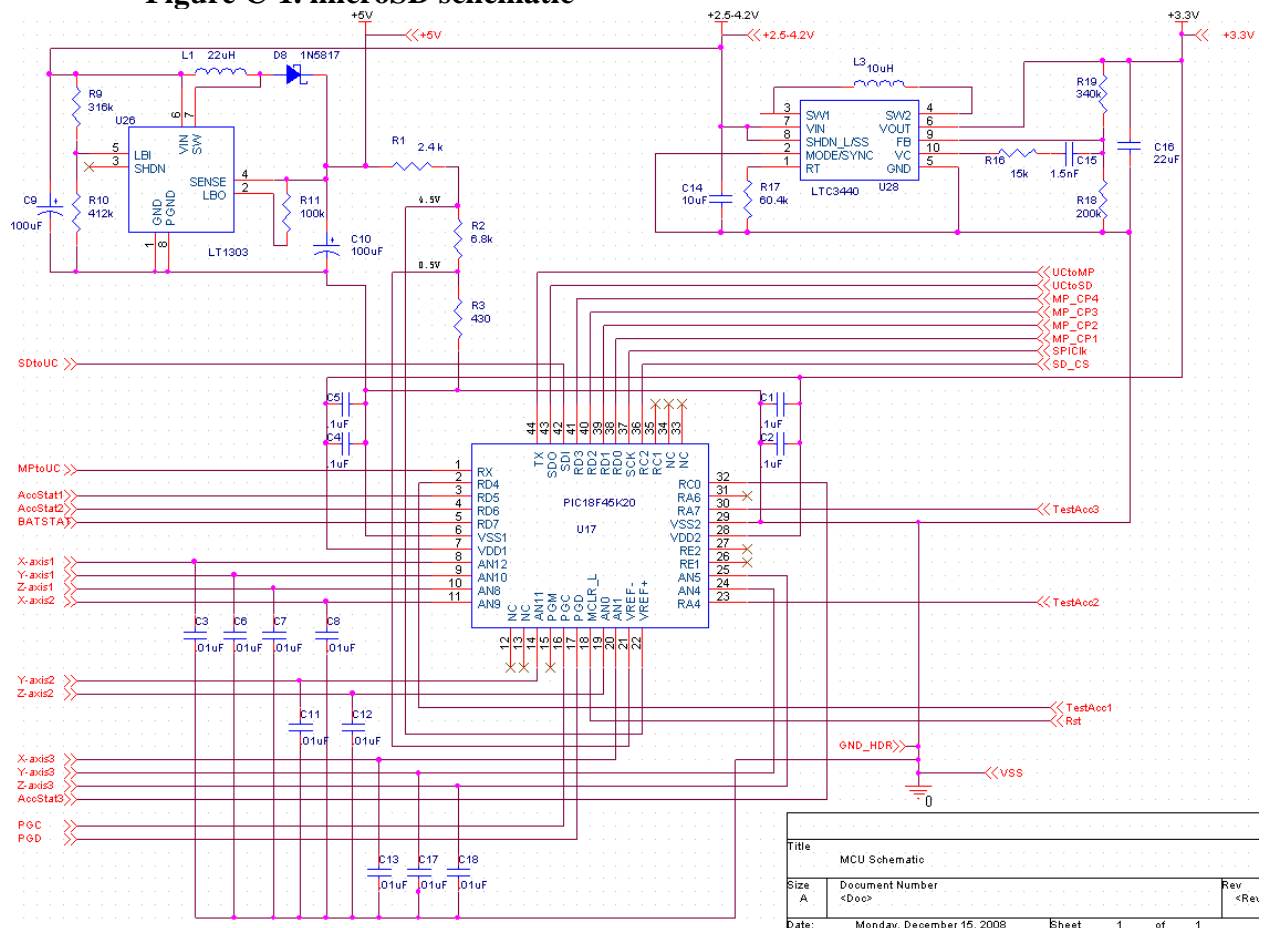 Figure C-1. microSD schematic
+5V
+5V
+2.5-4.2V
+2.5-4.2V
+3.3V
+3.3V
L1 22uH
D8 1N5817
R9
316k
U26
6
7
VIN
SW
5 LBI
3 SHDN
SENSE 4
LBO 2
GND
PGND
1
8
LT1303
R10
412k
C9
100uF
R11
100k
C10
100uF
R1
2.4k
4.5V
R2
6.8k
0.5V
R3
430
L3
10uH
3 SW1
7 VIN
8 SHDN_L/SS
2 MODE/SYNC
1 RT
SW2 4
VOUT 6
FB 9
VC 10
GND 5
LTC3440
U28
C14
10uF
R17
60.4k
R16
15k
C15
1.5nF
R19
340k
R18
200k
C16
22uF
UCtoMP
UCtoSD
MP_CP4
MP_CP3
MP_CP2
MP_CP1
SPIClk
SD_CS
SDtoUC
C5
.1uF
C4
.1uF
C1
.1uF
C2
.1uF
44 43 42 41 40 39 38 37 36 35 34 33
TX SDO SDI RD3 RD2 RD1 RD0 SCK RC2 RC1 NC NC
MPtoUC
AccStat1
AccStat2
BATSTAT
X-axis1
Y-axis1
Z-axis1
X-axis2
1 RX
2 RD4
3 RD5
4 RD6
5 RD7
6 VSS1
7 VDD1
8 AN12
9 AN10
10 AN8
11 AN9
PIC18F45K20
U17
RC0 32
RA6 31
RA7 30
VSS2 29
VDD2 28
RE2 27
RE1 26
AN5 25
AN4 24
RA4 23
TestAcc3
TestAcc2
NC NC AN11 PGM PGC PGD MCLR_L AN0 AN1 VREF- VREF+
12 13 14 15 16 17 18 19 20 21 22
C3
.01uF
C6
.01uF
C7
.01uF
C8
.01uF
Y-axis2
Z-axis2
C11
.01uF
C12
.01uF
TestAcc1
Rst
GND_HDR
VSS
0
X-axis3
Y-axis3
Z-axis3
AccStat3
PGC
PGD
C13
.01uF
C17
.01uF
C18
.01uF
Title
MCU Schematic
Size
A
Document Number
<Doc>
Rev
<Rev
Date: Monday, December 15, 2008 Sheet 1 of 1